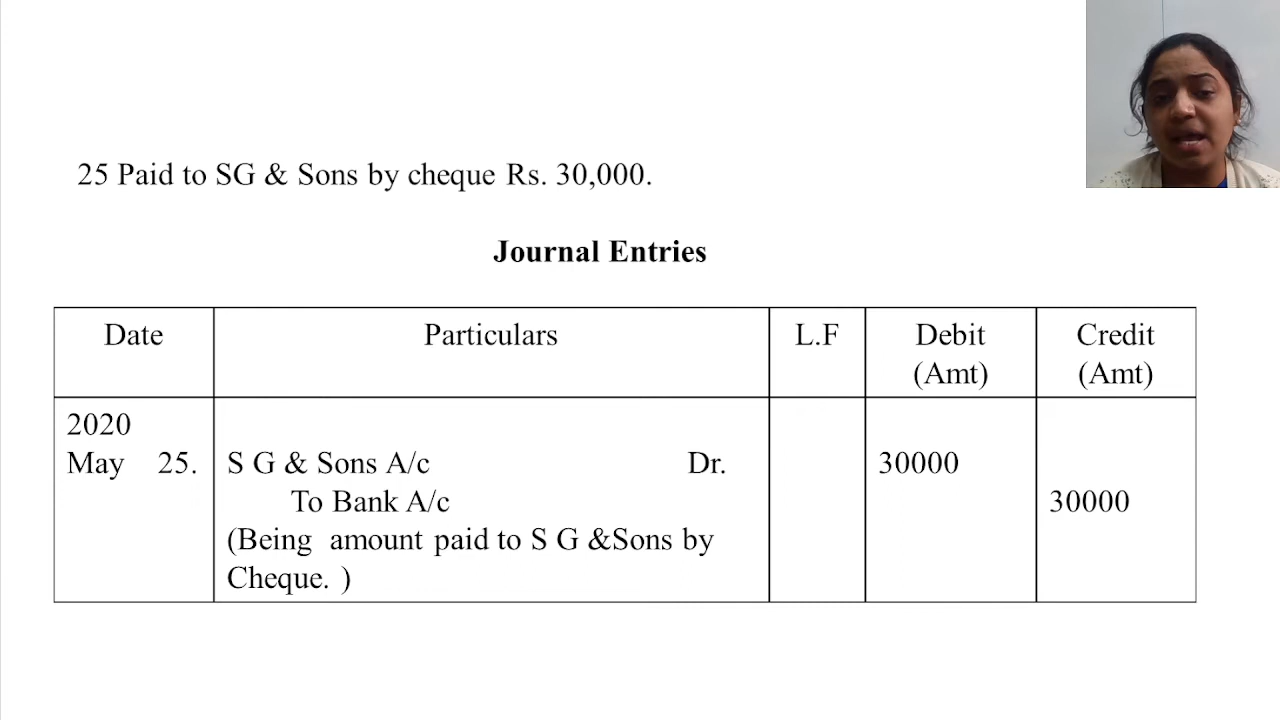 25 Paid to SG & Sons by cheque Rs. 30,000.
Journal Entries
Date Particulars L.F Debit (Amt) Credit (Amt)
2020
May 25. S G & Sons A/c Dr. 30000
To Bank A/c 30000
(Being amount paid to S G &Sons by
Cheque. )